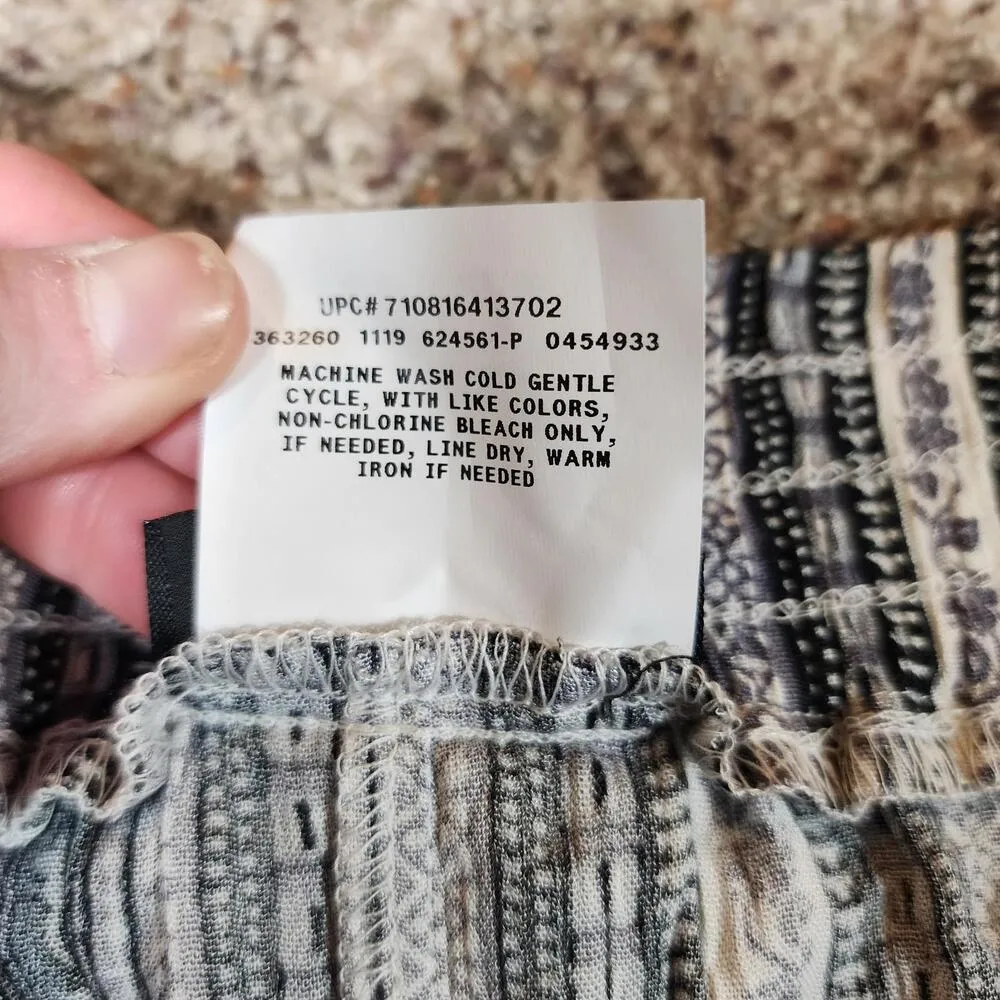 UPC# 710816413702
363260 1119 624561-P 0454933
MACHINE WASH COLD GENTLE
CYCLE, WITH LIKE COLORS,
NON-CHLORINE BLEACH ONLY,
IF NEEDED, LINE DRY, WARM
IRON IF NEEDED